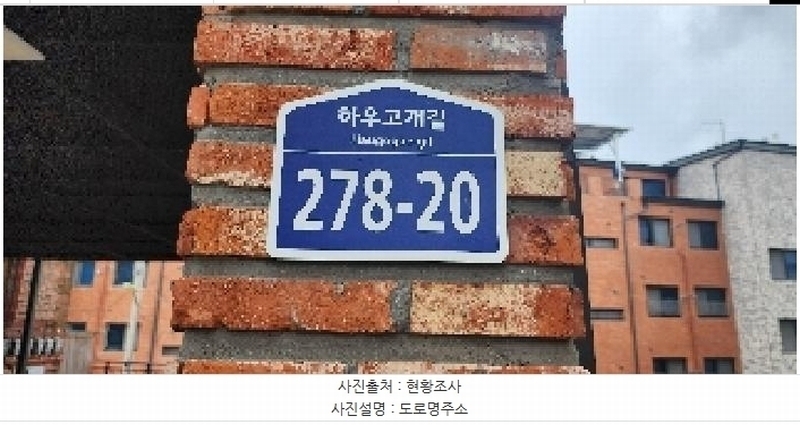 하우고개길
278-20
사진출처 : 현황조사
사진설명 : 도로명주소